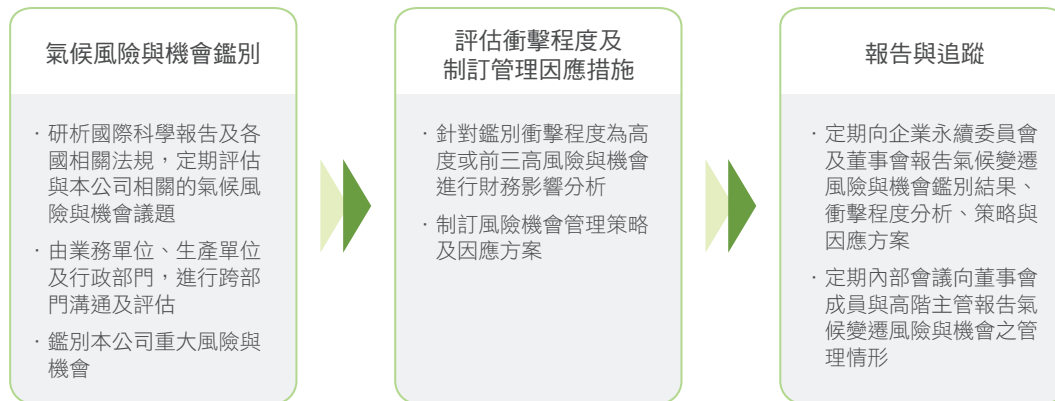 氣候風險與機會鑑別
· 研析國際科學報告及各
國相關法規，定期評估
與本公司相關的氣候風
險與機會議題
· 由業務單位、生產單位
及行政部門，進行跨部
門溝通及評估
· 鑑別本公司重大風險與
機會
評估衝擊程度及
制訂管理因應措施
· 針對鑑別衝擊程度為高
度或前三高風險與機會
進行財務影響分析
· 制訂風險機會管理策略
及因應方案
報告與追蹤
· 定期向企業永續委員會
及董事會報告氣候變遷
風險與機會鑑別結果、
衝擊程度分析、策略與
因應方案
· 定期內部會議向董事會
成員與高階主管報告氣
候變遷風險與機會之管
理情形